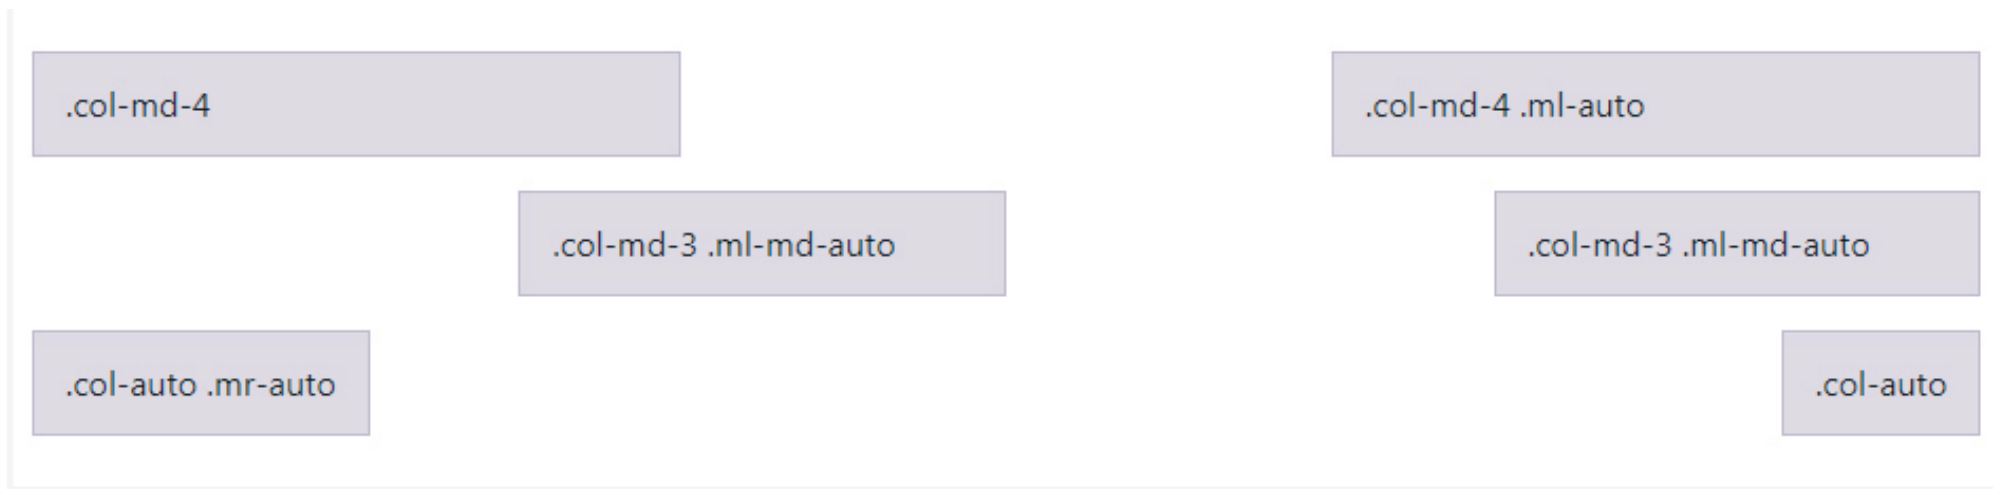 .col-md-4 .col-md-4 .ml-auto
.col-md-3 .ml-md-auto .col-md-3 .ml-md-auto
.col-auto .mr-auto .col-auto